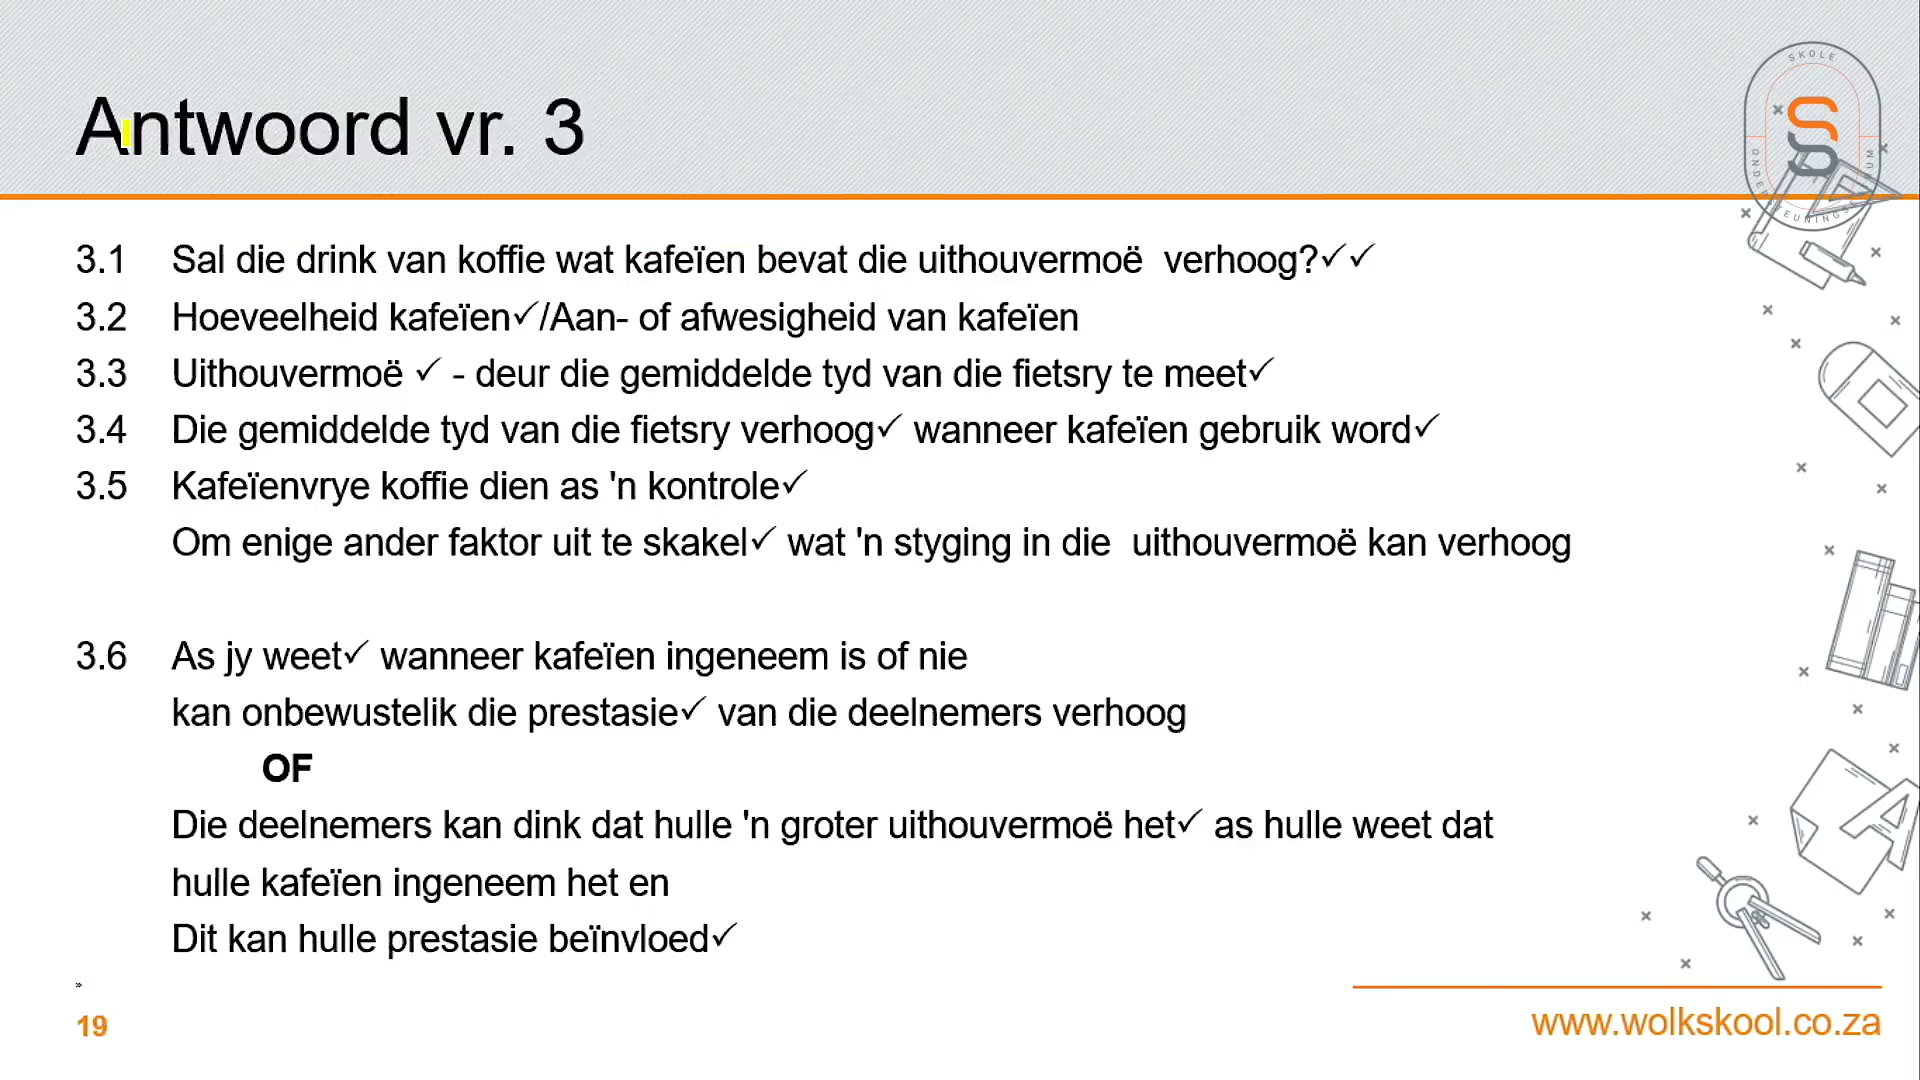 SKOLE
ONDERSTEUNINGSENTRUM
Antwoord vr. 3
3.1 Sal die drink van koffie wat kafeïen bevat die uithouvermoë verhoog?✓✓
3.2 Hoeveelheid kafeïen✓/Aan- of afwesigheid van kafeïen
3.3 Uithouvermoë ✓ - deur die gemiddelde tyd van die fietsry te meet✓
3.4 Die gemiddelde tyd van die fietsry verhoog✓ wanneer kafeïen gebruik word✓
3.5 Kafeïenvrye koffie dien as 'n kontrole✓
Om enige ander faktor uit te skakel✓ wat 'n styging in die uithouvermoë kan verhoog
3.6 As jy weet✓ wanneer kafeïen ingeneem is of nie
kan onbewustelik die prestasie✓ van die deelnemers verhoog
OF
Die deelnemers kan dink dat hulle 'n groter uithouvermoë het✓ as hulle weet dat
hulle kafeïen ingeneem het en
Dit kan hulle prestasie beïnvloed✓
»
19
www.wolkskool.co.za